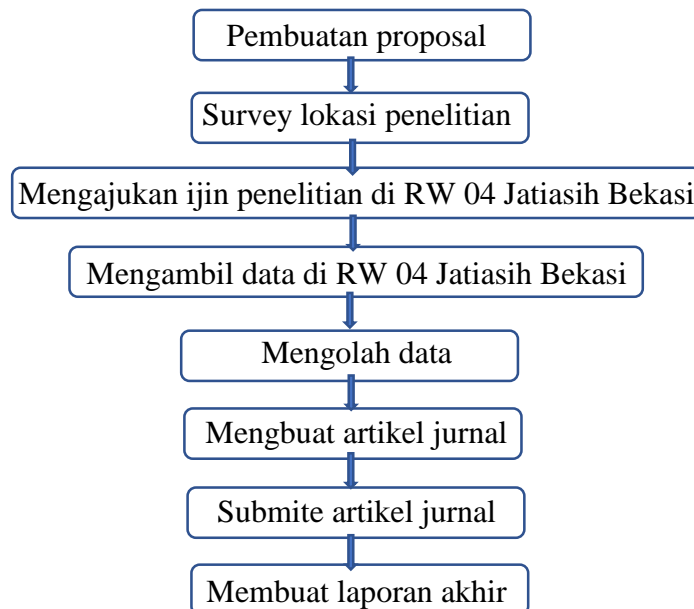 Pembuatan proposal
Survey lokasi penelitian
Mengajukan ijin penelitian di RW 04 Jatiasih Bekasi
Mengambil data di RW 04 Jatiasih Bekasi
Mengolah data
Mengbuat artikel jurnal
Submite artikel jurnal
Membuat laporan akhir